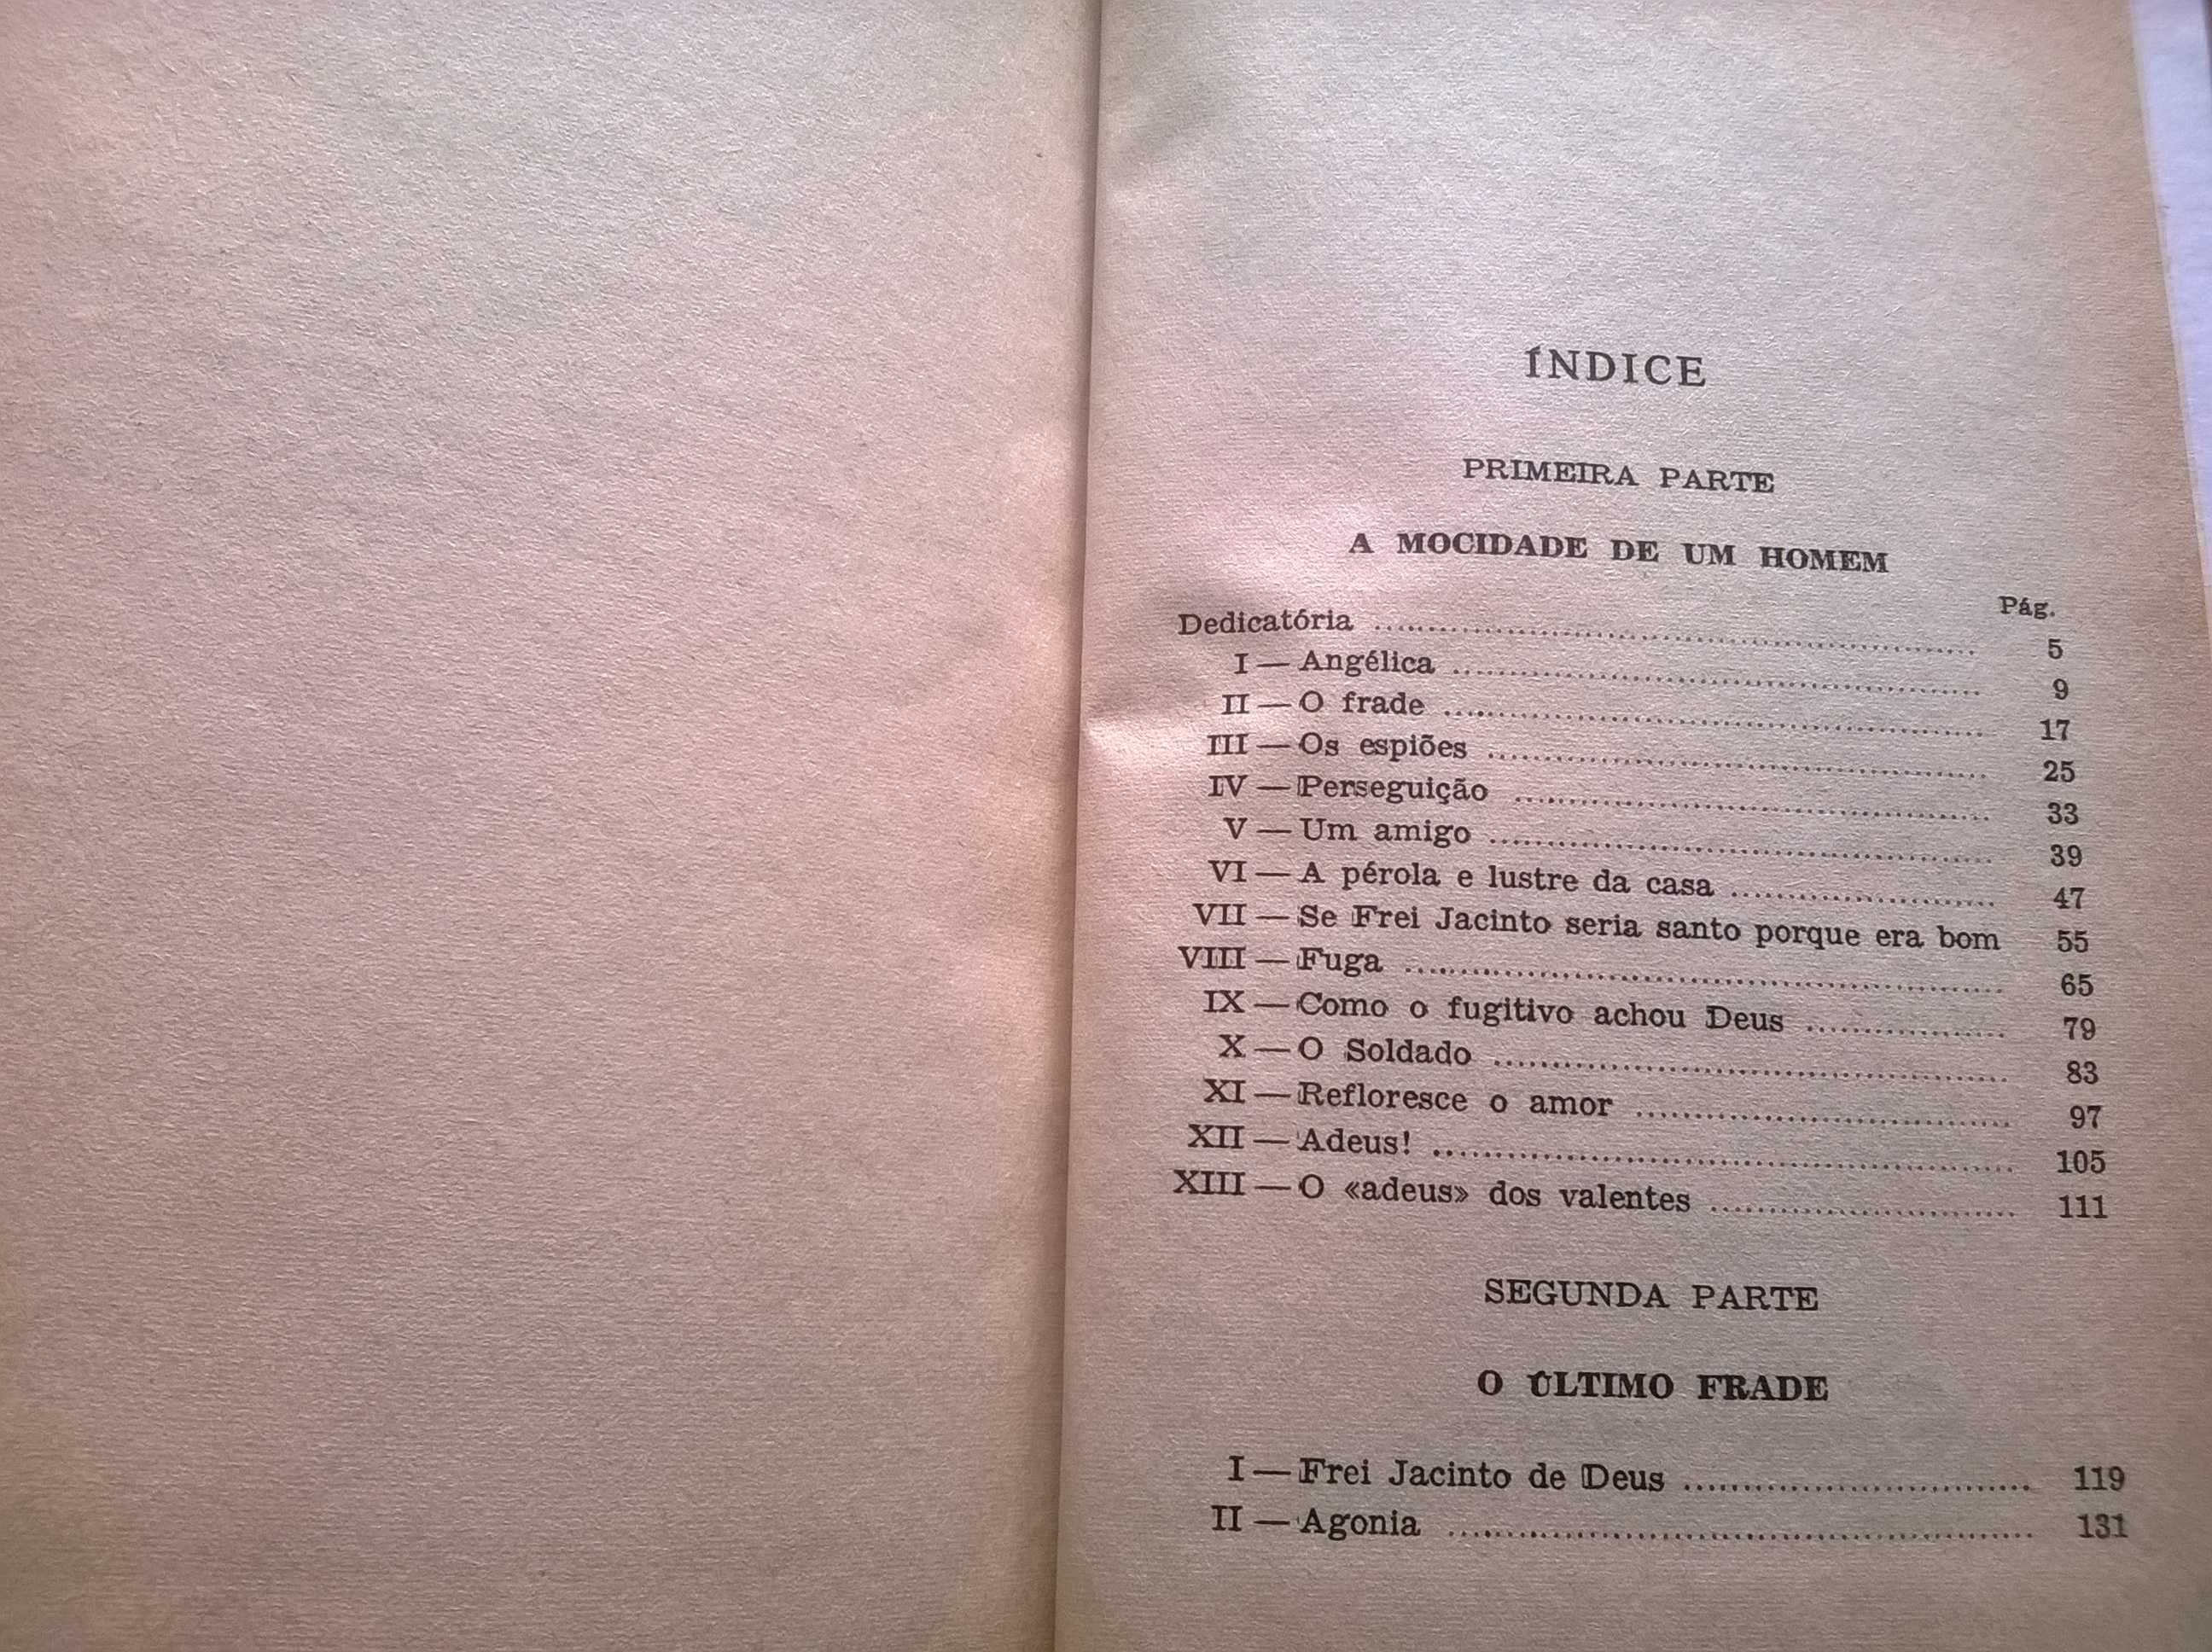 ÍNDICE
PRIMEIRA PARTE
A MOCIDADE DE UM HOMEM
Pág.
Dedicatória ........ 5
I — Angélica ........ 9
II — O frade ........ 17
III — Os espiões ........ 25
IV — Perseguição ........ 33
V — Um amigo ........ 39
VI — A pérola e lustre da casa ........ 47
VII — Se Frei Jacinto seria santo porque era bom 55
VIII — Fuga ........ 65
IX — Como o fugitivo achou Deus ........ 79
X — O Soldado ........ 83
XI — Refloresce o amor ........ 97
XII — Adeus! ........ 105
XIII — O «adeus» dos valentes ........ 111
SEGUNDA PARTE
O ÚLTIMO FRADE
I — Frei Jacinto de Deus ........ 119
II — Agonia ........ 131